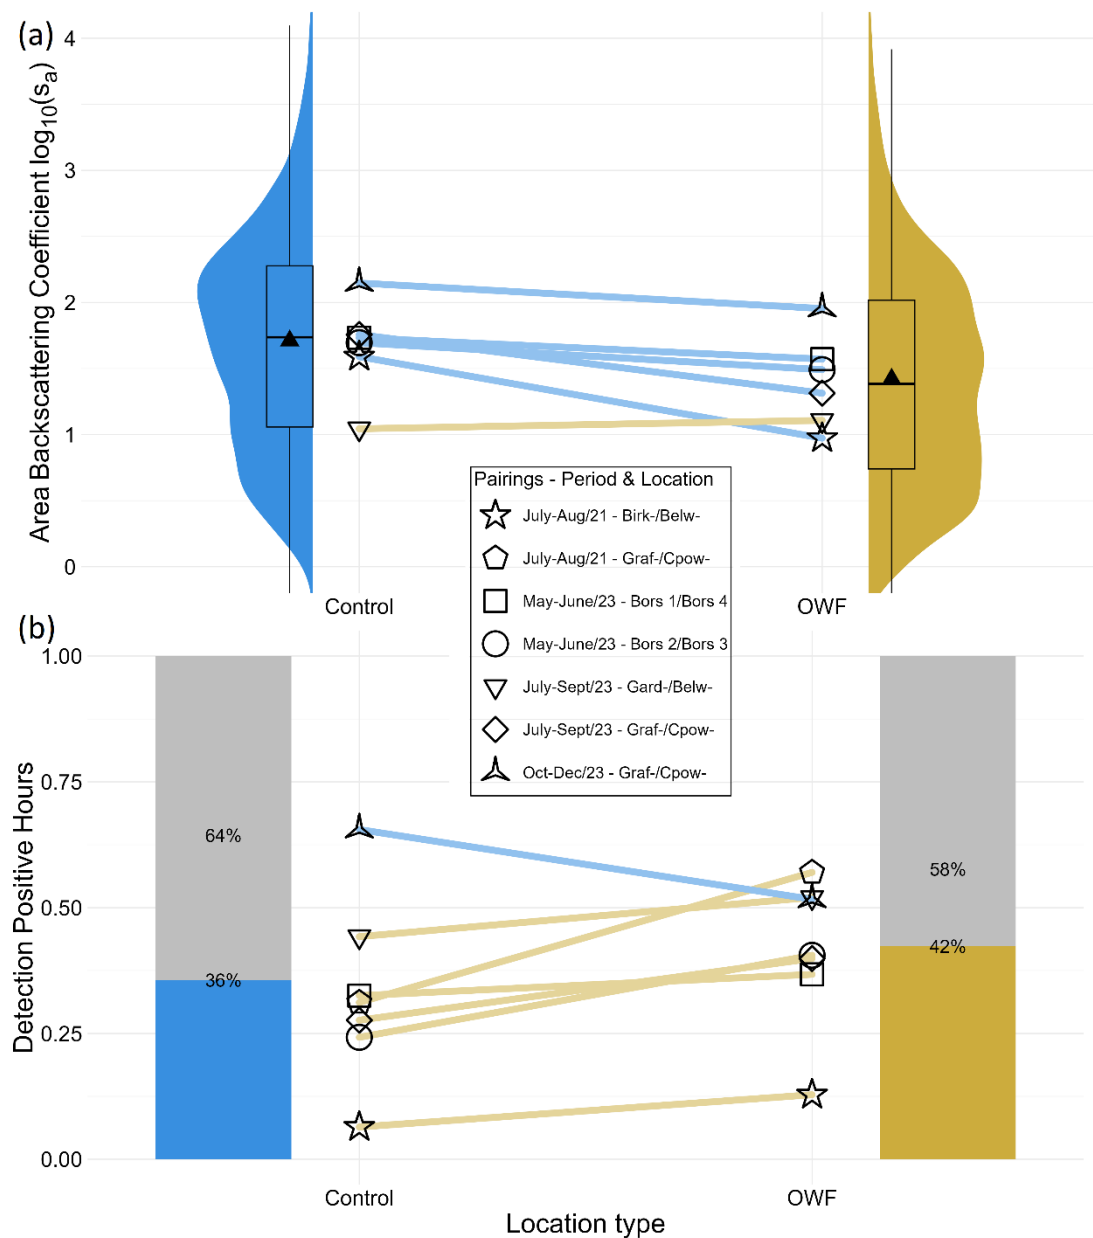 (a)
Area Backscattering Coefficient log10(sa)
4
3
2
1
0
Control
OWF
Pairings - Period & Location
July-Aug/21 - Birk-/Belw-
July-Aug/21 - Graf-/Cpow-
May-June/23 - Bors 1/Bors 4
May-June/23 - Bors 2/Bors 3
July-Sept/23 - Gard-/Belw-
July-Sept/23 - Graf-/Cpow-
Oct-Dec/23 - Graf-/Cpow-
(b)
Detection Positive Hours
1.00
0.75
0.50
0.25
0.00
64%
36%
58%
42%
Control
OWF
Location type